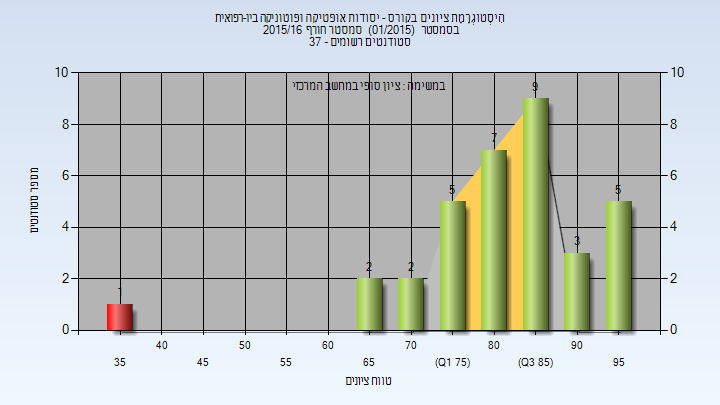 הִיסְטוֹגְרָמַת ציונים בקורס - יסודות אופטיקה ופוטוניקה ביו-רפואית
בסמסטר (01/2015) סמסטר חורף 2015/16
סטודנטים רשומים - 37
במשימה : ציון סופי במחשב המרכזי
מספר סטודנטים
10 10
8 8
6 6
4 4
2 2
0 0
1 2 2 5 7 9 3 5
40 50 60 70 80 90
35 45 55 65 (Q1 75) (Q3 85) 95
טווח ציונים